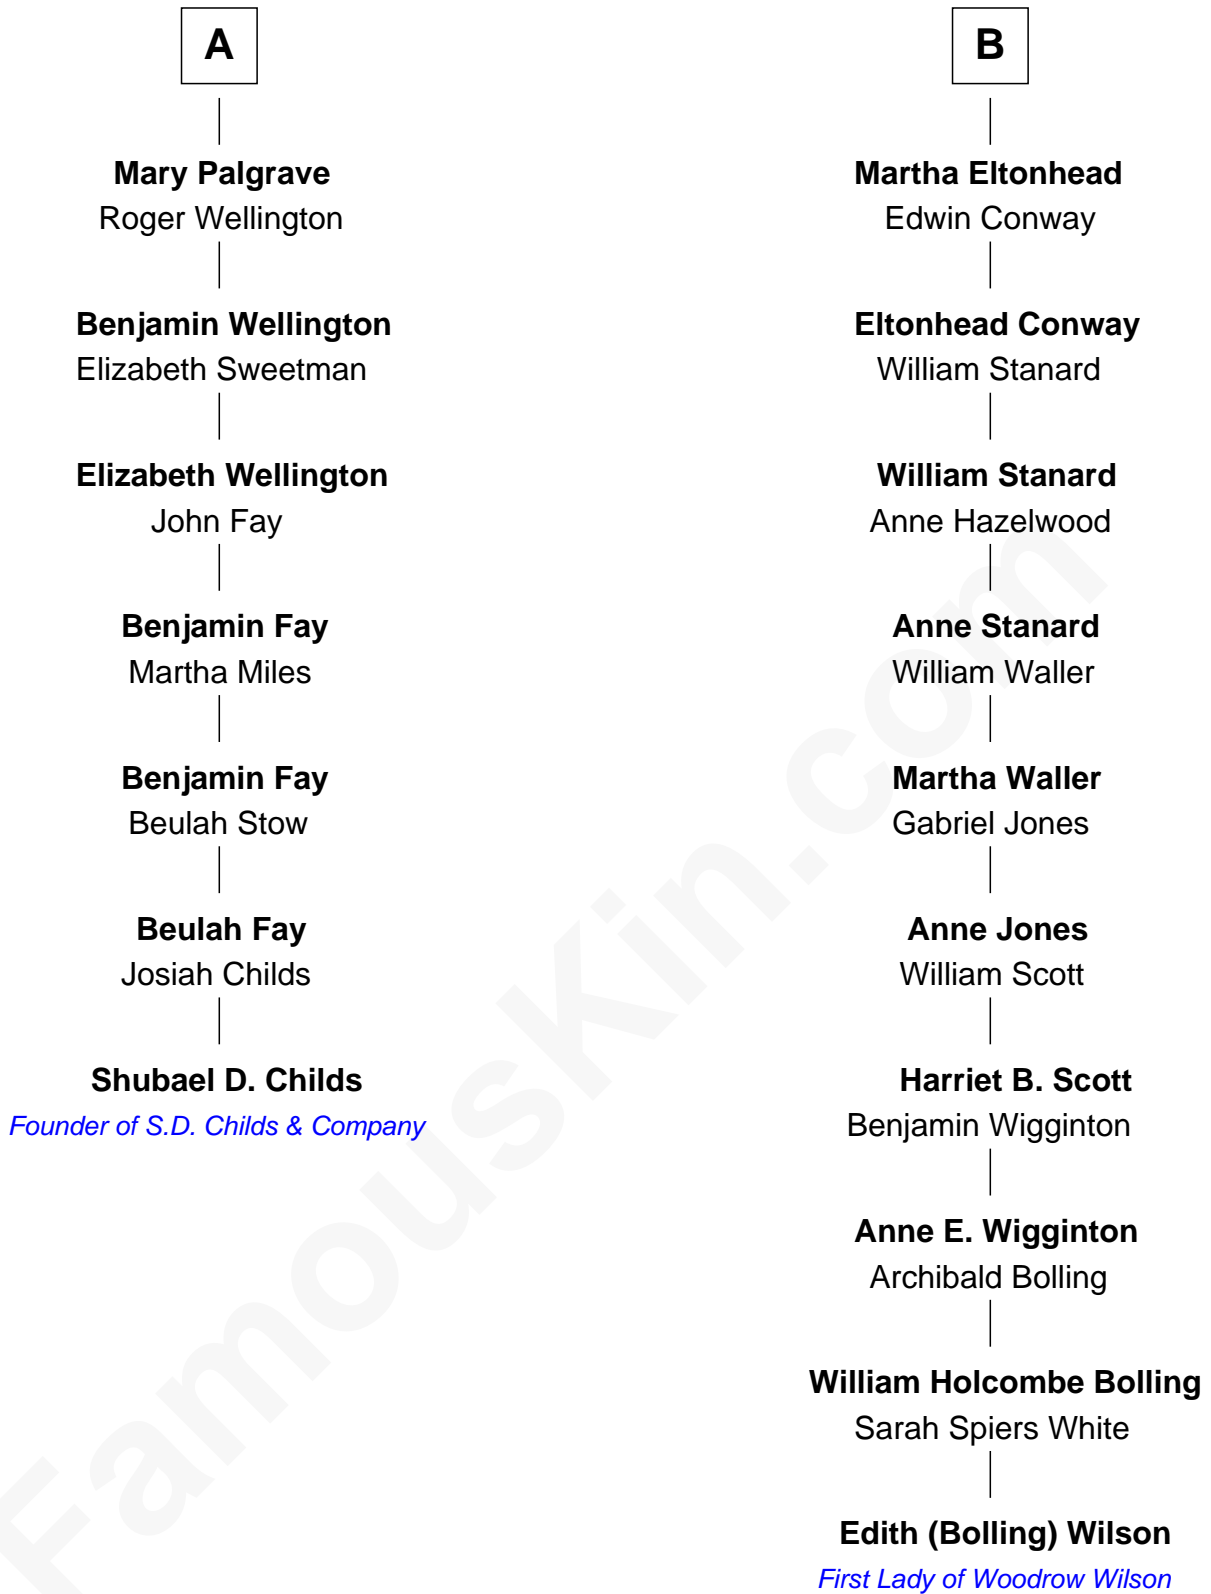 A
Mary Palgrave
Roger Wellington
Benjamin Wellington
Elizabeth Sweetman
Elizabeth Wellington
John Fay
Benjamin Fay
Martha Miles
Benjamin Fay
Beulah Stow
Beulah Fay
Josiah Childs
Shubael D. Childs
Founder of S.D. Childs & Company
B
Martha Eltonhead
Edwin Conway
Eltonhead Conway
William Stanard
William Stanard
Anne Hazelwood
Anne Stanard
William Waller
Martha Waller
Gabriel Jones
Anne Jones
William Scott
Harriet B. Scott
Benjamin Wigginton
Anne E. Wigginton
Archibald Bolling
William Holcombe Bolling
Sarah Spiers White
Edith (Bolling) Wilson
First Lady of Woodrow Wilson
FamousKin.com